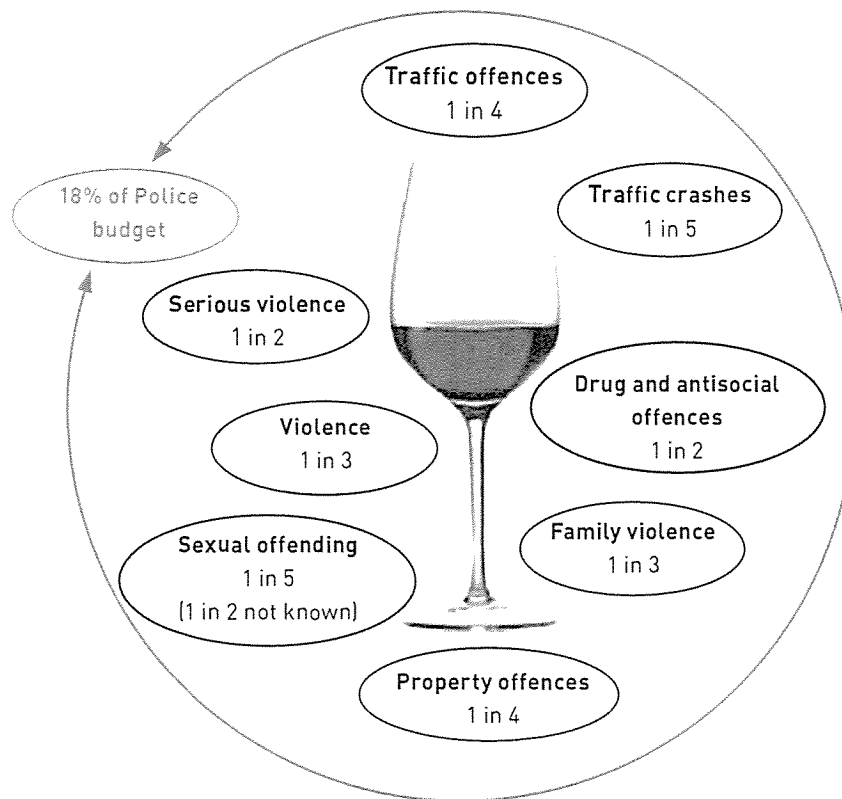 Traffic offences
1 in 4
Traffic crashes
1 in 5
18% of Police
budget
Serious violence
1 in 2
Drug and antisocial
offences
1 in 2
Violence
1 in 3
Family violence
1 in 3
Sexual offending
1 in 5
(1 in 2 not known)
Property offences
1 in 4